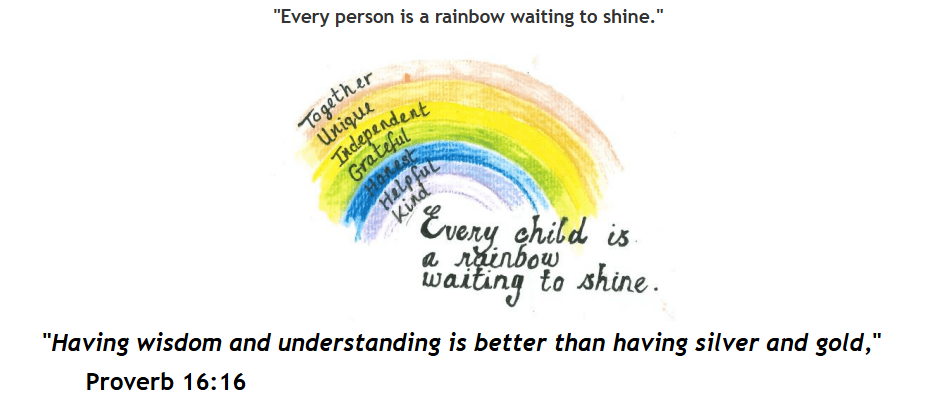 "Every person is a rainbow waiting to shine."
Together
Unique
Independent
Grateful
Honest
Helpful
Kind
Every child is
a rainbow
waiting to shine.
"Having wisdom and understanding is better than having silver and gold,"
Proverb 16:16